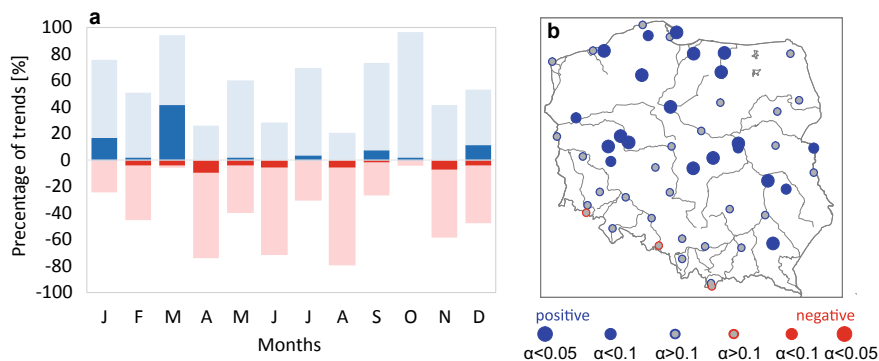 a
Precentage of trends [%]
100
80
60
40
20
0
-20
-40
-60
-80
-100
J F M A M J J A S O N D
Months
b
positive negative
α<0.05 α<0.1 α>0.1 α>0.1 α<0.1 α<0.05